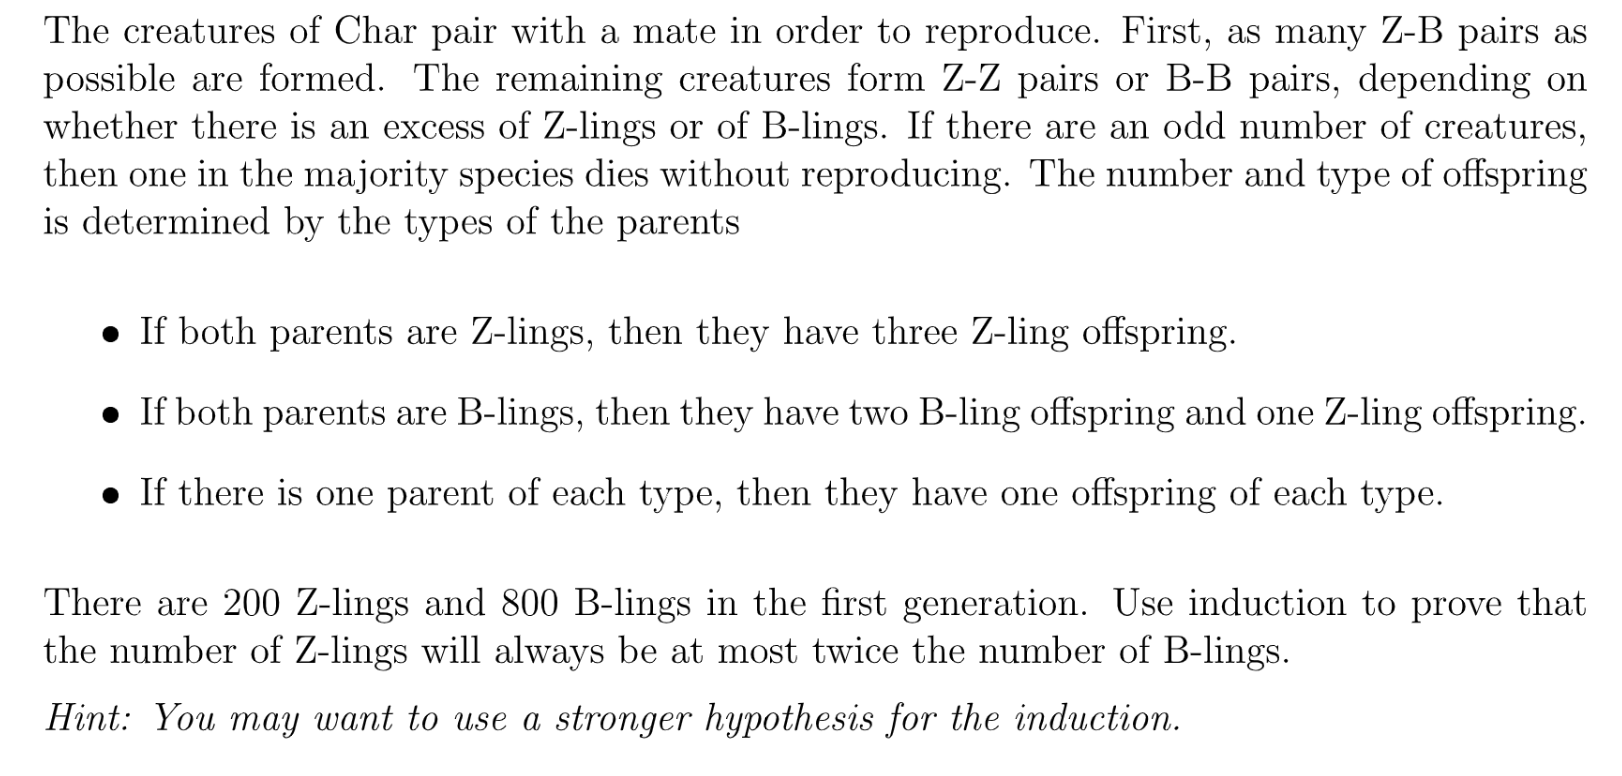 The creatures of Char pair with a mate in order to reproduce. First, as many Z-B pairs as
possible are formed. The remaining creatures form Z-Z pairs or B-B pairs, depending on
whether there is an excess of Z-lings or of B-lings. If there are an odd number of creatures,
then one in the majority species dies without reproducing. The number and type of offspring
is determined by the types of the parents
• If both parents are Z-lings, then they have three Z-ling offspring.
• If both parents are B-lings, then they have two B-ling offspring and one Z-ling offspring.
• If there is one parent of each type, then they have one offspring of each type.
There are 200 Z-lings and 800 B-lings in the first generation. Use induction to prove that
the number of Z-lings will always be at most twice the number of B-lings.
Hint: You may want to use a stronger hypothesis for the induction.